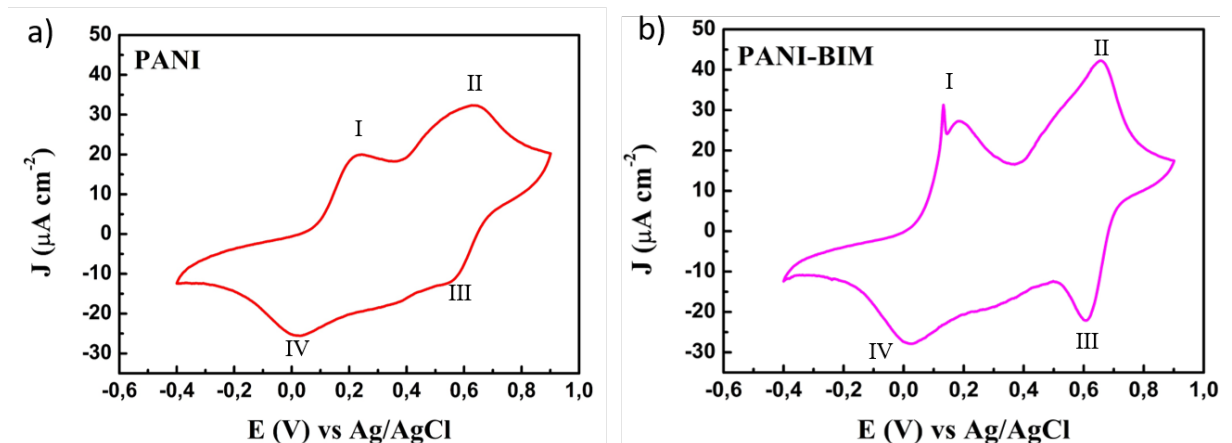 a)
PANI
I
II
III
IV
50
40
30
20
10
0
-10
-20
-30
J (μA cm-2)
-0,6 -0,4 -0,2 0,0 0,2 0,4 0,6 0,8 1,0
E (V) vs Ag/AgCl
b)
PANI-BIM
I
II
III
IV
50
40
30
20
10
0
-10
-20
-30
J (μA cm-2)
-0,6 -0,4 -0,2 0,0 0,2 0,4 0,6 0,8 1,0
E (V) vs Ag/AgCl